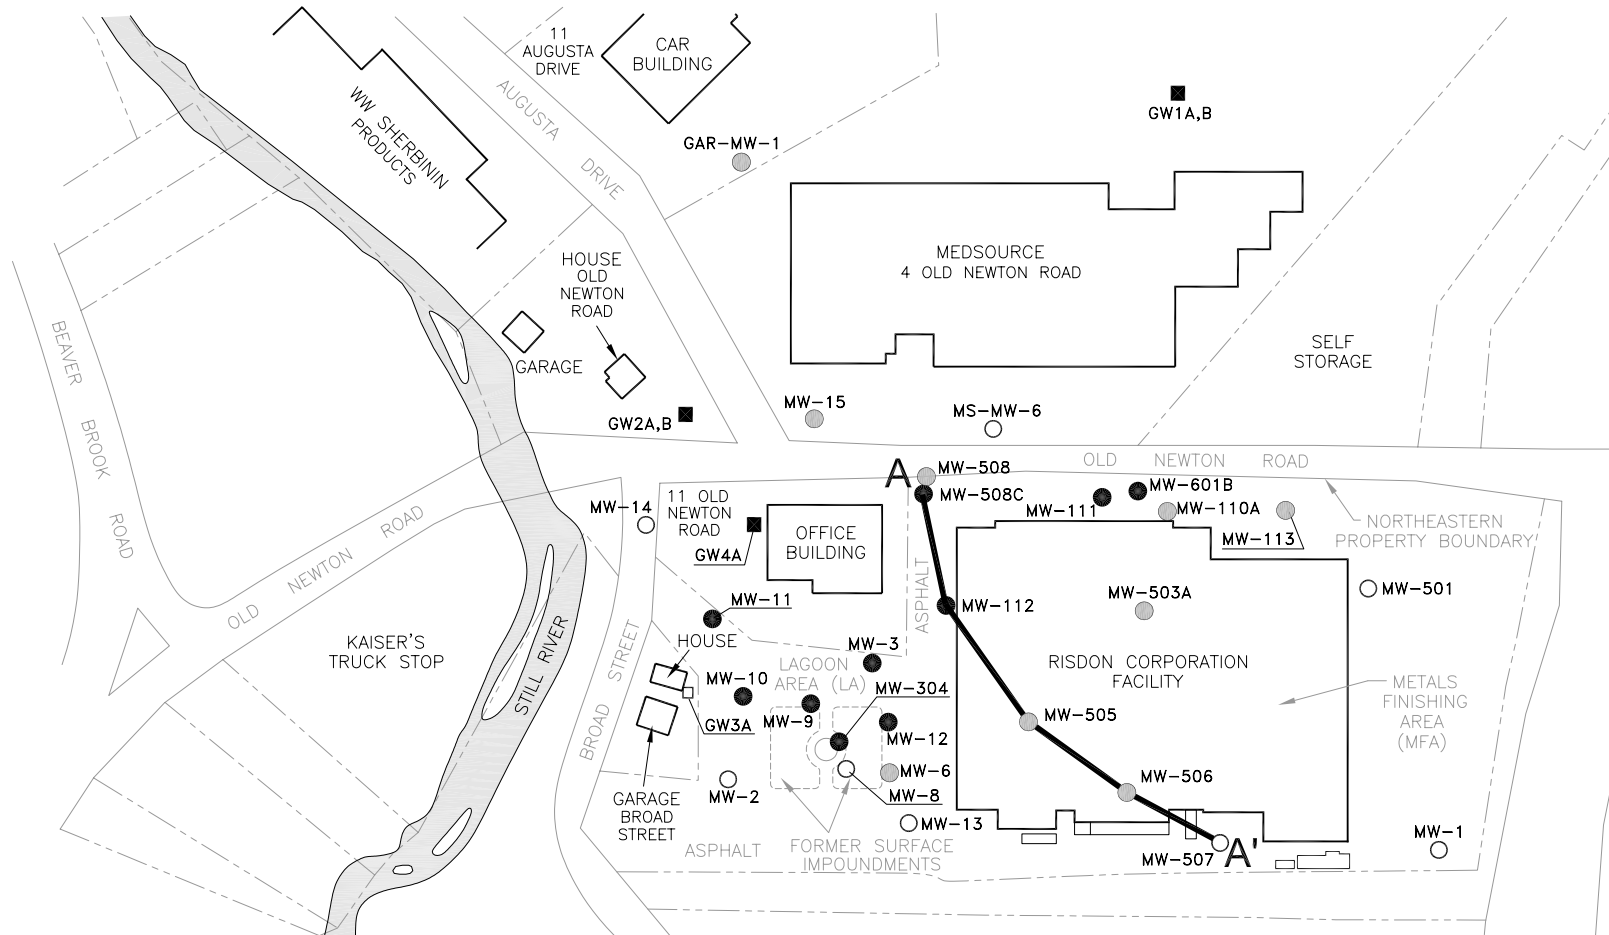 11
AUGUSTA
DRIVE
CAR
BUILDING
WW SHERBININ
PRODUCTS
AUGUSTA DRIVE
GAR-MW-1
GW1A,B
MEDSOURCE
4 OLD NEWTON ROAD
HOUSE
OLD
NEWTON
ROAD
GARAGE
GW2A,B
SELF
STORAGE
MW-15
MS-MW-6
BEAVER BROOK ROAD
OLD NEWTON ROAD
A
MW-508
MW-508C
MW-601B
MW-111
MW-110A
MW-113
NORTHEASTERN
PROPERTY BOUNDARY
MW-14
11 OLD
NEWTON
ROAD
GW4A
OFFICE
BUILDING
ASPHALT
OLD NEWTON ROAD
MW-503A
MW-501
MW-11
MW-112
HOUSE
KAISER'S
TRUCK STOP
STILL RIVER
BROAD STREET
MW-3
LAGOON
AREA (LA)
RISDON CORPORATION
FACILITY
MW-10
MW-304
MW-9
GW3A
MW-12
MW-505
METALS
FINISHING
AREA
(MFA)
MW-6
MW-506
MW-2
MW-8
GARAGE
BROAD
STREET
MW-13
MW-1
ASPHALT
FORMER SURFACE
IMPOUNDMENTS
MW-507
A'